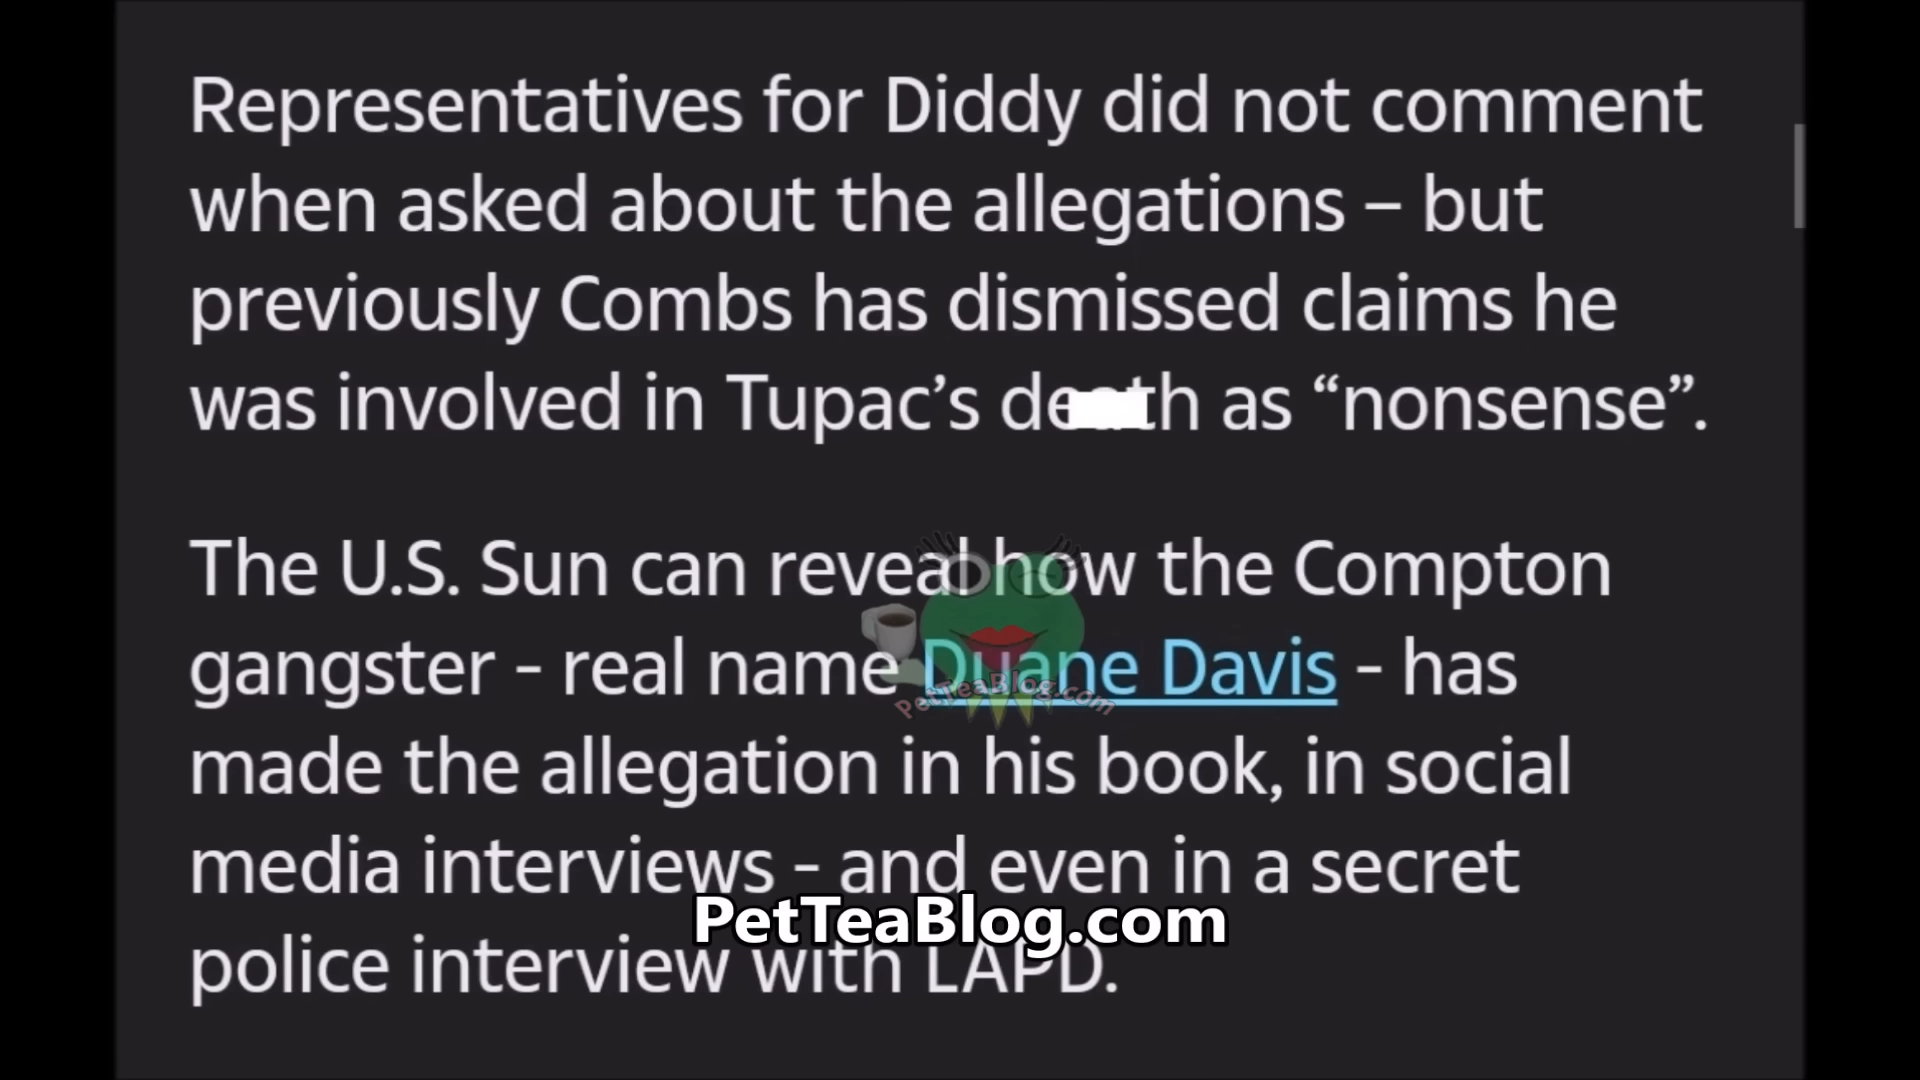 Representatives for Diddy did not comment
when asked about the allegations – but
previously Combs has dismissed claims he
was involved in Tupac’s death as “nonsense”.
The U.S. Sun can reveal how the Compton
gangster - real name Duane Davis - has
PetTeaBlog.com
made the allegation in his book, in social
media interviews - and even in a secret
PetTeaBlog.com
police interview with LAPD.